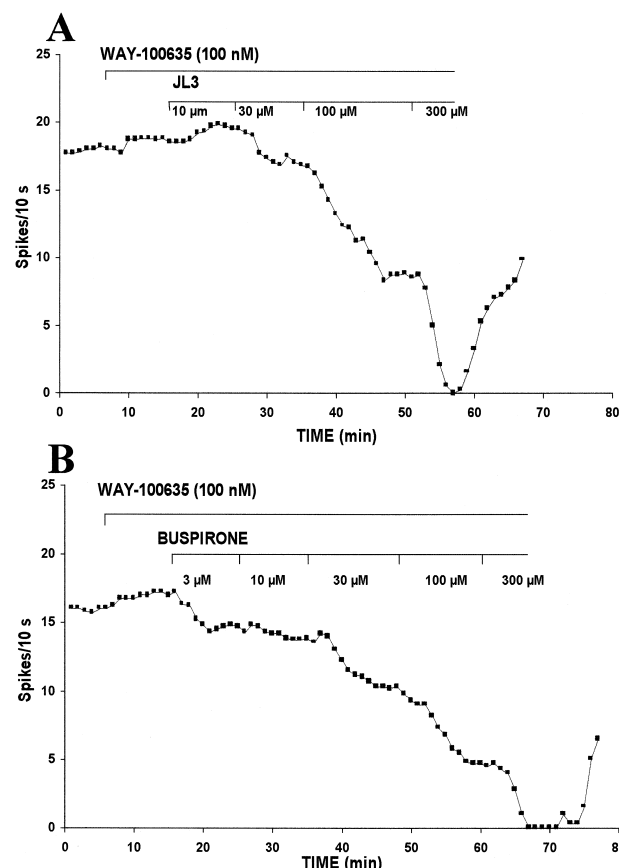 A
WAY-100635 (100 nM)
JL3
10 µm 30 µM 100 µM 300 µM
25
20
15
10
5
0
Spikes/10 s
0 10 20 30 40 50 60 70 80
TIME (min)
B
WAY-100635 (100 nM)
BUSPIRONE
3 µM 10 µM 30 µM 100 µM 300 µM
25
20
15
10
5
0
Spikes/10 s
0 10 20 30 40 50 60 70 80
TIME (min)